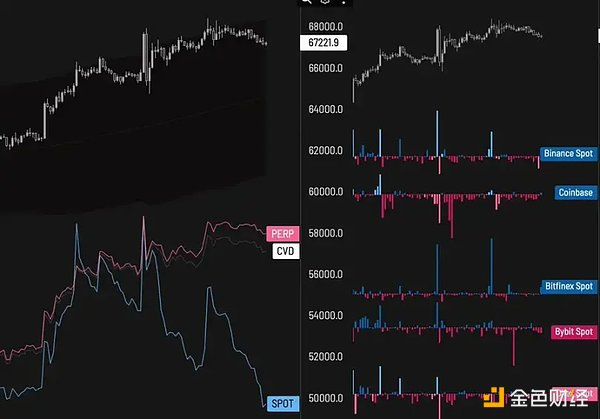 68000.0
67221.9
66000.0
64000.0
62000.0
Binance Spot
60000.0
Coinbase
58000.0
PERP
CVD
56000.0
Bitfinex Spot
54000.0
Bybit Spot
52000.0
50000.0
SPOT
金色财经